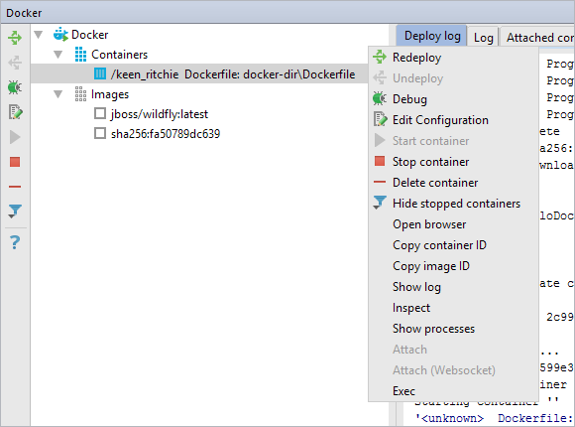 Docker
Docker
Containers
/keen_ritchie Dockerfile: docker-dir\Dockerfile
Images
jboss/wildfly:latest
sha256:fa50789dc639
?
Deploy log
Log
Attached con
Redeploy
Undeploy
Debug
Edit Configuration
Start container
Stop container
Delete container
Hide stopped containers
Open browser
Copy container ID
Copy image ID
Show log
Inspect
Show processes
Attach
Attach (Websocket)
Exec
Prog
Prog
Prog
Prog
ete
a256:
wnloa
loDoc
ate c
2c99
...
599e3
iner
'<unknown> Dockerfile: